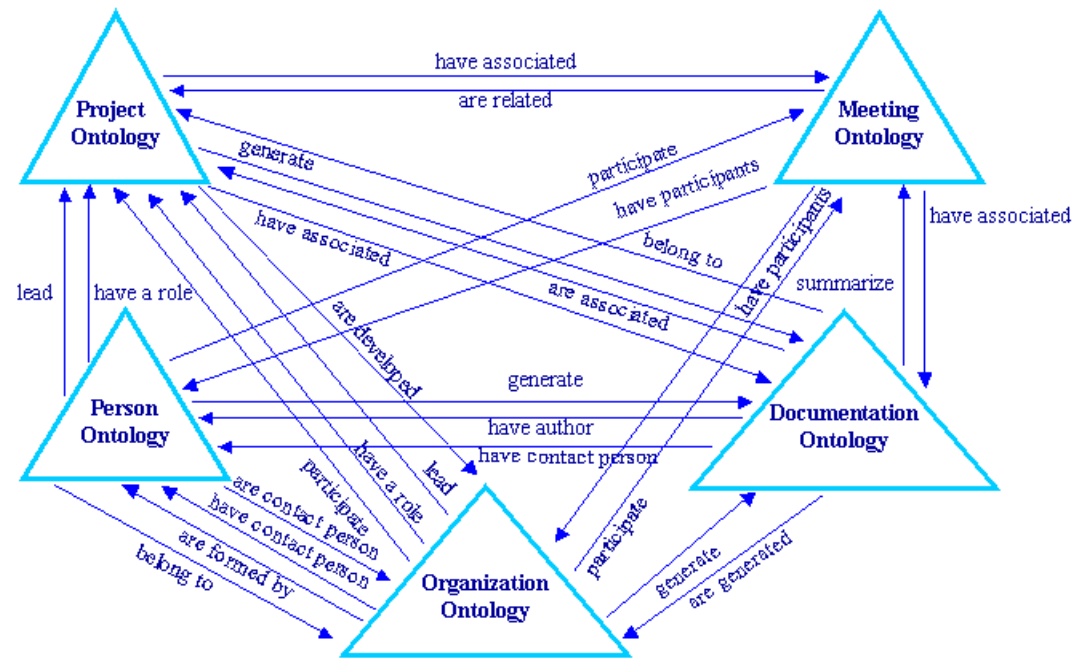 have associated
are related
Project
Ontology
Meeting
Ontology
generate
participate
have participants
have associated
belong to
have participants
have associated
lead
have a role
are developed
are associated
summarize
Person
Ontology
generate
have author
have contact person
Documentation
Ontology
participate
have a role
lead
are contact person
have contact person
are formed by
belong to
Organization
Ontology
participate
generate
are generated